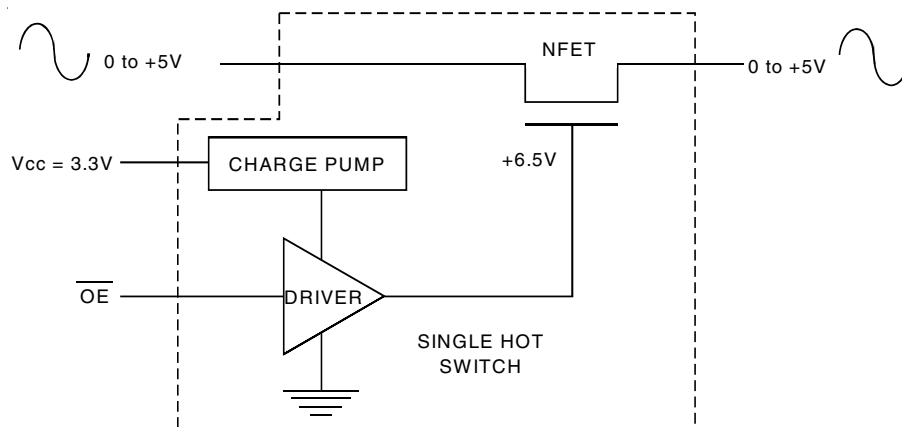 NFET
0 to +5V
0 to +5V
Vcc = 3.3V
CHARGE PUMP
+6.5V
OE
DRIVER
SINGLE HOT
SWITCH